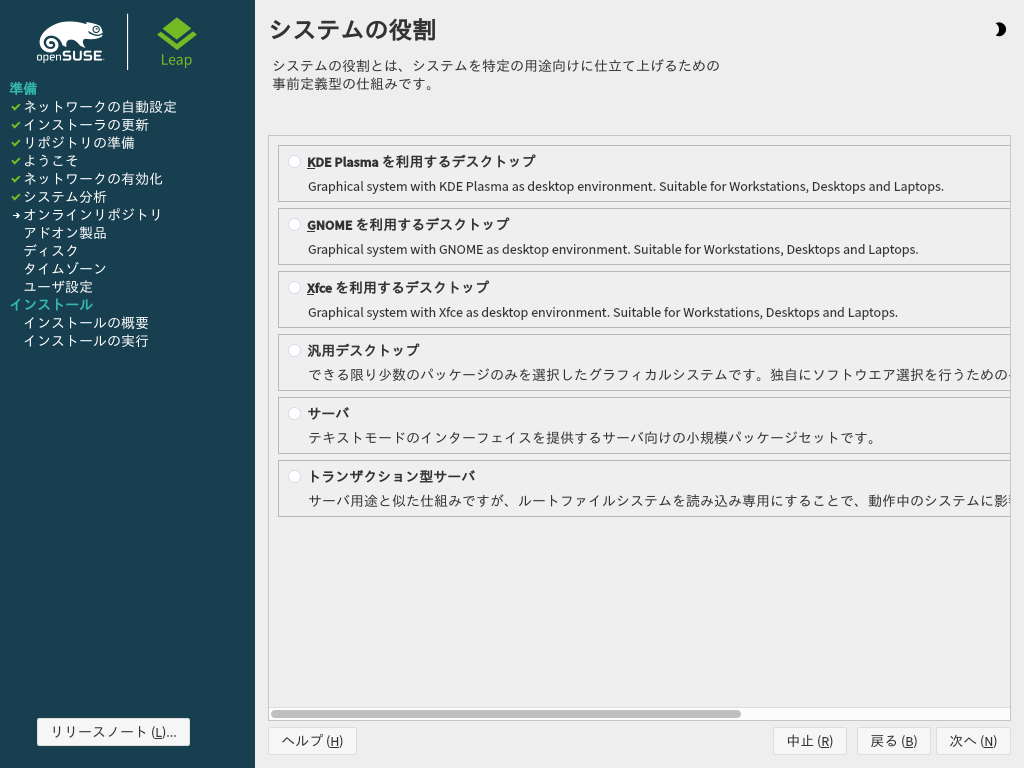 openSUSE
Leap
準備
ネットワークの自動設定
インストーラの更新
リポジトリの準備
ようこそ
ネットワークの有効化
システム分析
オンラインリポジトリ
アドオン製品
ディスク
タイムゾーン
ユーザ設定
インストール
インストールの概要
インストールの実行
リリースノート (L)...
システムの役割
システムの役割とは、システムを特定の用途向けに仕立て上げるための
事前定義型の仕組みです。
KDE Plasma を利用するデスクトップ
Graphical system with KDE Plasma as desktop environment. Suitable for Workstations, Desktops and Laptops.
GNOME を利用するデスクトップ
Graphical system with GNOME as desktop environment. Suitable for Workstations, Desktops and Laptops.
Xfce を利用するデスクトップ
Graphical system with Xfce as desktop environment. Suitable for Workstations, Desktops and Laptops.
汎用デスクトップ
できる限り少数のパッケージのみを選択したグラフィカルシステムです。独自にソフトウエア選択を行うための
サーバ
テキストモードのインターフェイスを提供するサーバ向けの小規模パッケージセットです。
トランザクション型サーバ
サーバ用途と似た仕組みですが、ルートファイルシステムを読み込み専用にすることで、動作中のシステムに影
ヘルプ (H)
中止 (R)
戻る (B)
次へ (N)